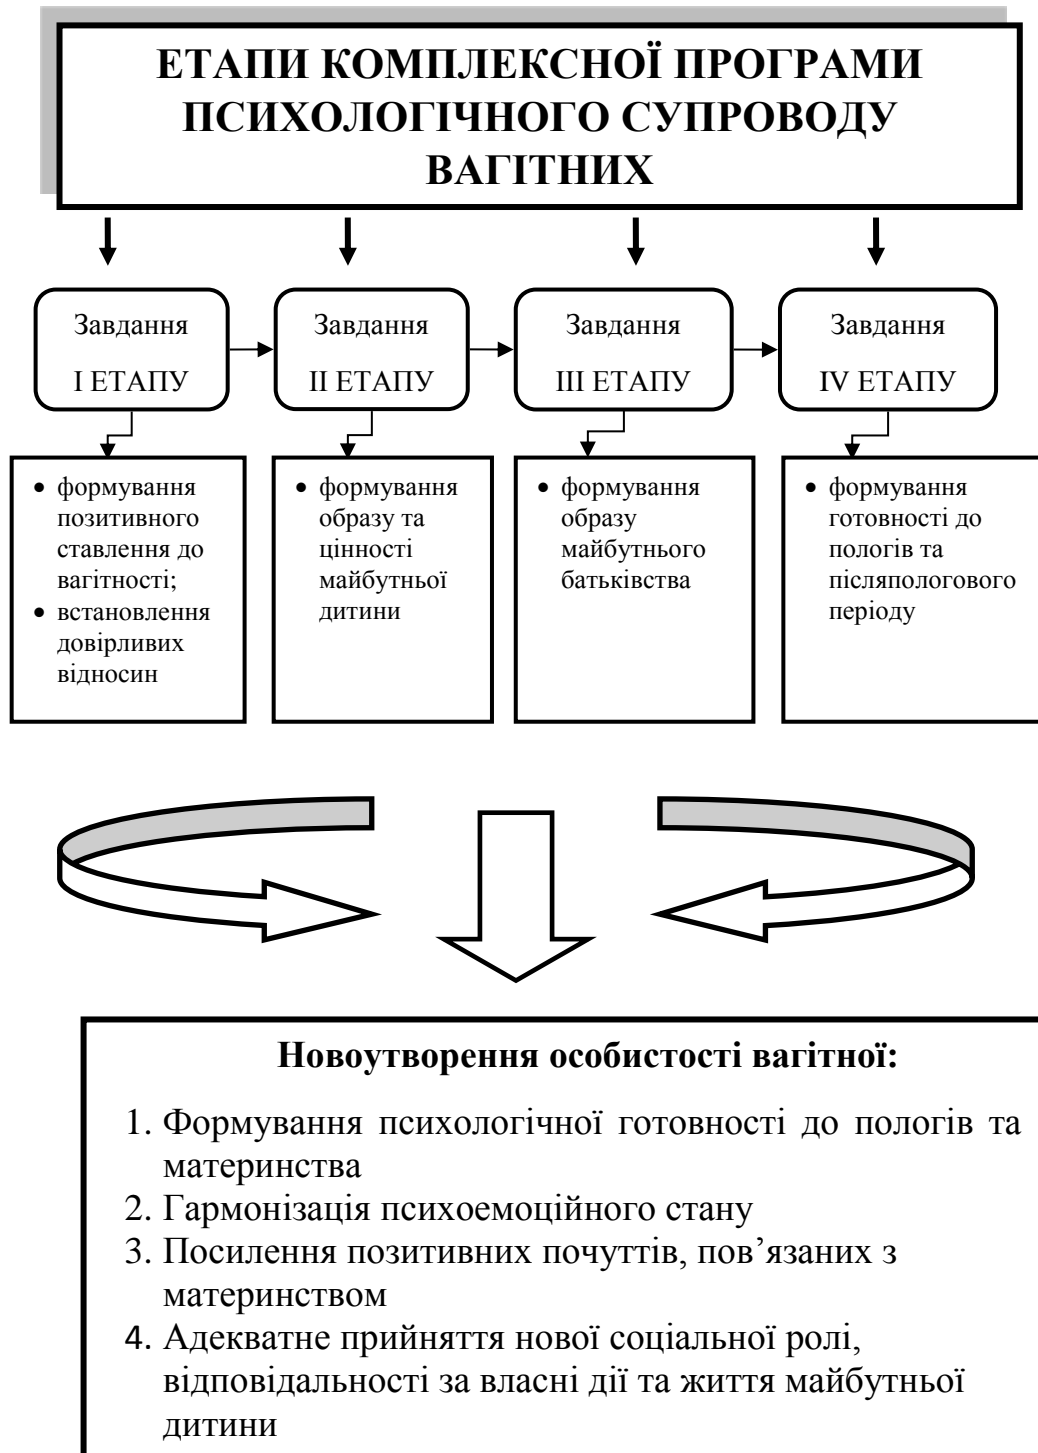 ЕТАПИ КОМПЛЕКСНОЇ ПРОГРАМИ
ПСИХОЛОГІЧНОГО СУПРОВОДУ
ВАГІТНИХ
Завдання
І ЕТАПУ
Завдання
ІІ ЕТАПУ
Завдання
ІІІ ЕТАПУ
Завдання
IV ЕТАПУ
• формування
позитивного
ставлення до
вагітності;
• встановлення
довірливих
відносин
• формування
образу та
цінності
майбутньої
дитини
• формування
образу
майбутнього
батьківства
• формування
готовності до
пологів та
післяпологового
періоду
Новоутворення особистості вагітної:
1. Формування психологічної готовності до пологів та
материнства
2. Гармонізація психоемоційного стану
3. Посилення позитивних почуттів, пов’язаних з
материнством
4. Адекватне прийняття нової соціальної ролі,
відповідальності за власні дії та життя майбутньої
дитини